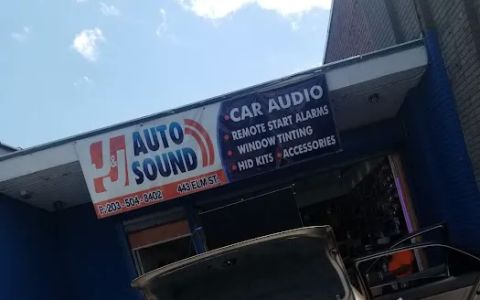 AUTO
SOUND
P: 203-504-8402
443 ELM ST.
• CAR AUDIO
• REMOTE START ALARMS
• WINDOW TINTING
• HID KITS • ACCESSORIES